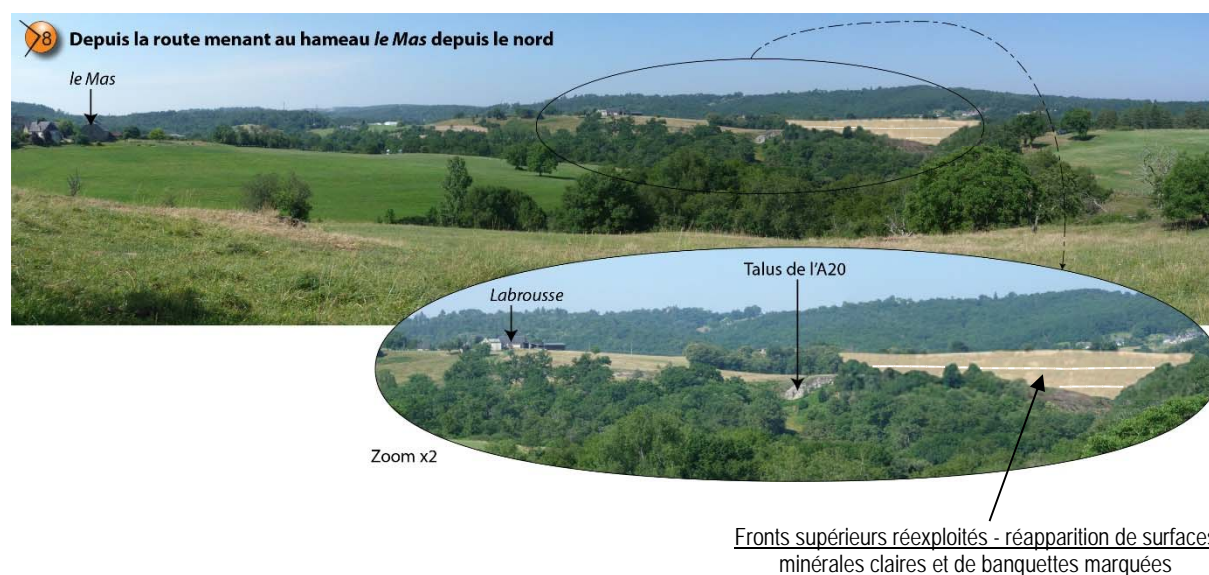 78 Depuis la route menant au hameau le Mas depuis le nord
le Mas
Talus de l'A20
Labrousse
Zoom x2
Fronts supérieurs réexploités - réapparition de surfaces
minérales claires et de banquettes marquées